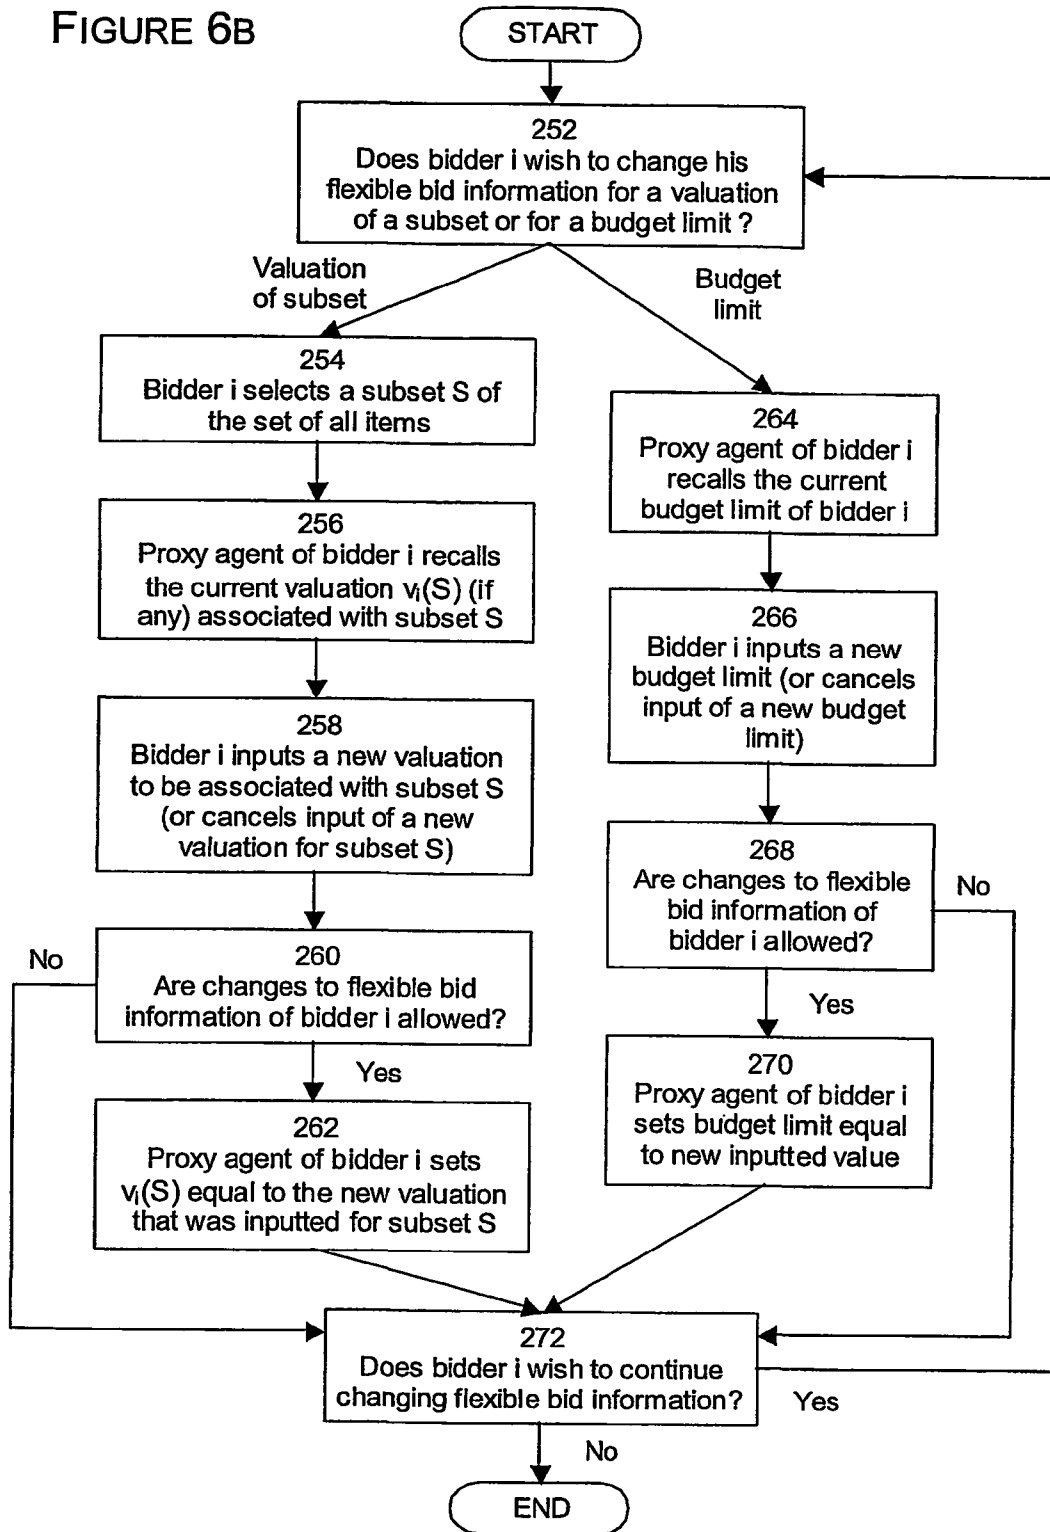 FIGURE 6B
START
252
Does bidder i wish to change his
flexible bid information for a valuation
of a subset or for a budget limit ?
Valuation
of subset
Budget
limit
254
Bidder i selects a subset S of
the set of all items
264
Proxy agent of bidder i
recalls the current
budget limit of bidder i
256
Proxy agent of bidder i recalls
the current valuation vᵢ(S) (if
any) associated with subset S
266
Bidder i inputs a new
budget limit (or cancels
input of a new budget
limit)
258
Bidder i inputs a new valuation
to be associated with subset S
(or cancels input of a new
valuation for subset S)
268
Are changes to flexible
bid information of
bidder i allowed?
No
No
260
Are changes to flexible bid
information of bidder i allowed?
Yes
Yes
270
Proxy agent of bidder i
sets budget limit equal
to new inputted value
262
Proxy agent of bidder i sets
vᵢ(S) equal to the new valuation
that was inputted for subset S
272
Does bidder i wish to continue
changing flexible bid information?
Yes
No
END